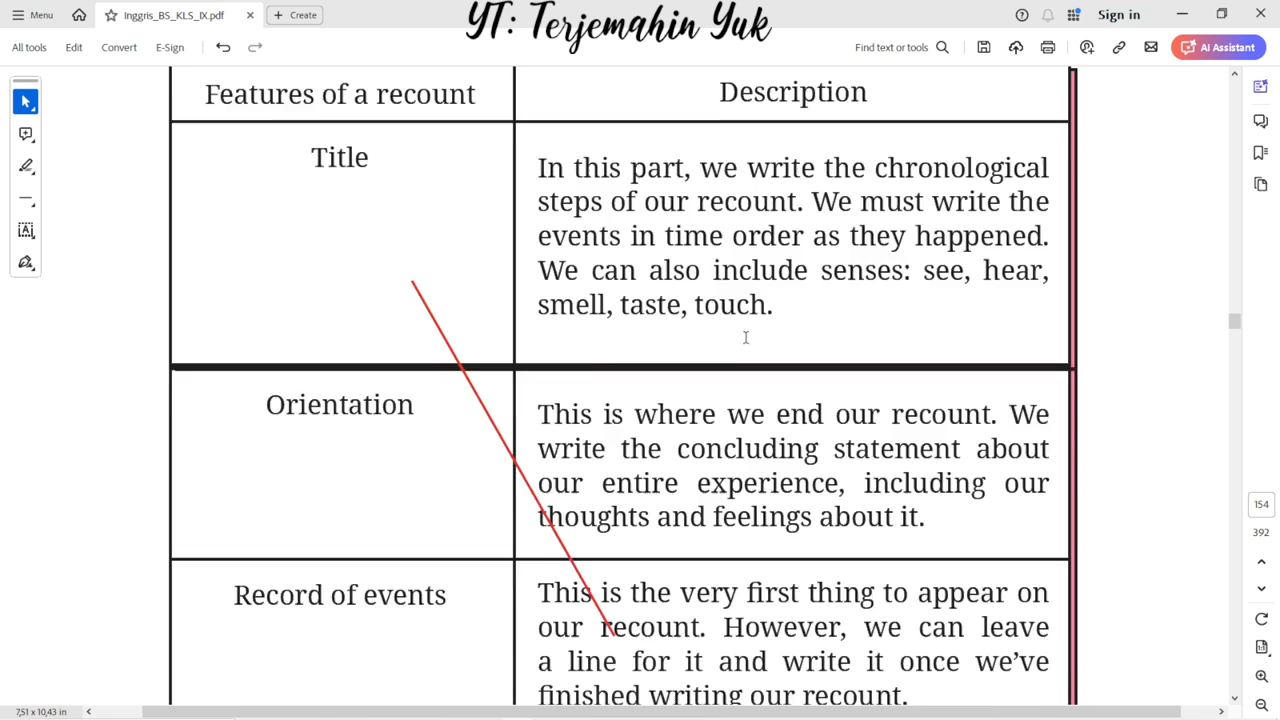 Menu
Inggris_BS_KLS_IX.pdf
Create
YT: Terjemahin Yuk
Sign in
All tools
Edit
Convert
E-Sign
Find text or tools
AI Assistant
Features of a recount
Description
Title
In this part, we write the chronological
steps of our recount. We must write the
events in time order as they happened.
We can also include senses: see, hear,
smell, taste, touch.
Orientation
This is where we end our recount. We
write the concluding statement about
our entire experience, including our
thoughts and feelings about it.
Record of events
This is the very first thing to appear on
our recount. However, we can leave
a line for it and write it once we've
finished writing our recount.
154
392
7,51 x 10,43 in